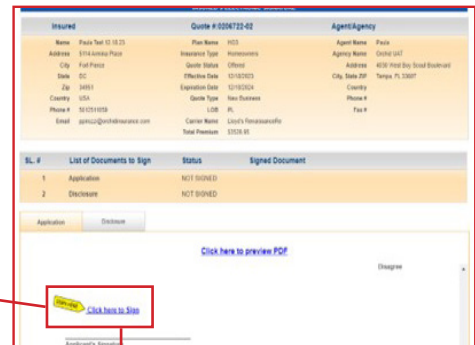 Insured
Quote #:0206722-02
Agent/Agency
Name Paula Test 12.18.23
Plan Name HO3
Agent Name Paula
Address
Insurance Type Homeowners
Agency Name Orchid UAT
City Fort Pierce
Quote Status Offered
Address 4030 West Boy Scout Boulevard
State
Effective Date 12/18/2023
City, State ZIP Tampa, FL 33607
Zip 34951
Expiration Date 12/18/2024
Country
Country USA
Quote Type New Business
Phone #
Phone #
LOB
Fax #
Email
Carrier Name Lloyd's RenaissanceRe
Total Premium
SL. #
List of Documents to Sign
Status
Signed Document
1
Application
NOT SIGNED
2
Disclosure
NOT SIGNED
Application
Disclosure
Click here to preview PDF
Disagree
Click here to Sign
Applicant's Signature